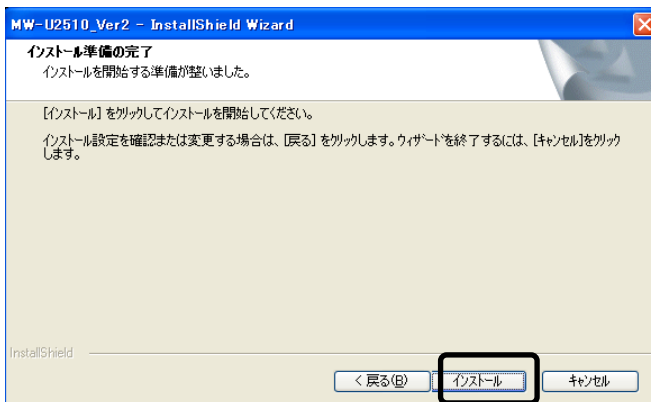 MW-U2510_Ver2 - InstallShield Wizard
インストール準備の完了
インストールを開始する準備が整いました。
[インストール] をクリックしてインストールを開始してください。
インストール設定を確認または変更する場合は、[戻る] をクリックします。ウィザードを終了するには、[キャンセル]をクリック
します。
InstallShield
< 戻る(B)
インストール
キャンセル